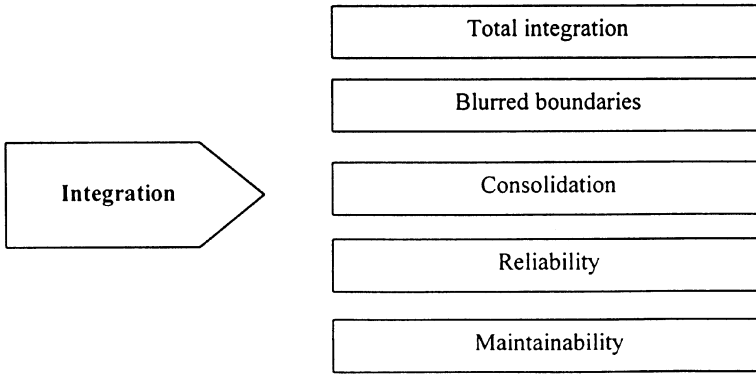 Total integration
Blurred boundaries
Integration
Consolidation
Reliability
Maintainability